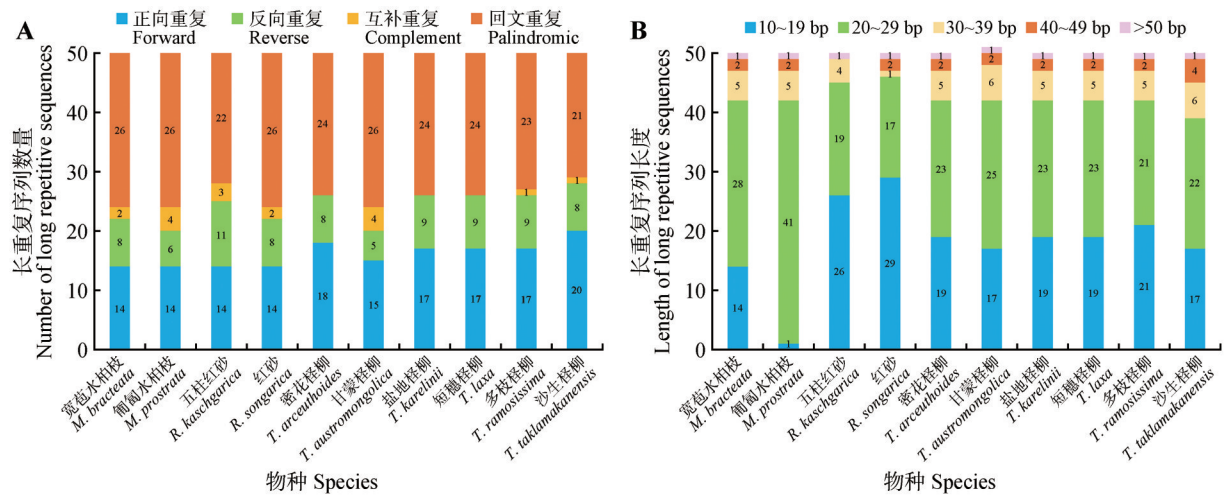 A
正向重复 反向重复 互补重复 回文重复
Forward Reverse Complement Palindromic
长重复序列数量
Number of long repetitive sequences
50
40
30
20
10
0
26 26 22 26 24 26 24 24 23 21
2 4 3 2 4 1 1
8 6 11 8 8 5 9 9 9 8
14 14 14 14 18 15 17 17 17 20
宽苞水柏枝
M. bracteata
匍匐水柏枝
M. prostrata
五柱红砂
R. kaschgarica
红砂
R. songarica
密花柽柳
T. arceuthoides
甘蒙柽柳
T. austromongolica
盐地柽柳
T. karelinii
短穗柽柳
T. laxa
多枝柽柳
T. ramosissima
沙生柽柳
T. taklamakanensis
物种 Species
B
10~19 bp 20~29 bp 30~39 bp 40~49 bp >50 bp
长重复序列长度
Length of long repetitive sequences
50
40
30
20
10
0
1 1 1 1 1 1 1 1 1 1
2 2 2 2 2 2 2 2 4
5 5 4 1 5 6 5 5 5 6
28 41 19 17 23 25 23 23 21 22
14 1 26 29 19 17 19 19 21 17
宽苞水柏枝
M. bracteata
匍匐水柏枝
M. prostrata
五柱红砂
R. kaschgarica
红砂
R. songarica
密花柽柳
T. arceuthoides
甘蒙柽柳
T. austromongolica
盐地柽柳
T. karelinii
短穗柽柳
T. laxa
多枝柽柳
T. ramosissima
沙生柽柳
T. taklamakanensis
物种 Species